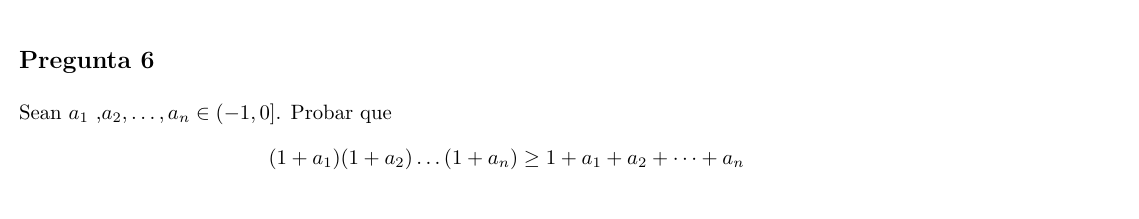 Pregunta 6
Sean a₁ ,a₂, . . . , aₙ ∈ (−1, 0]. Probar que
(1 + a₁)(1 + a₂) . . . (1 + aₙ) ≥ 1 + a₁ + a₂ + · · · + aₙ